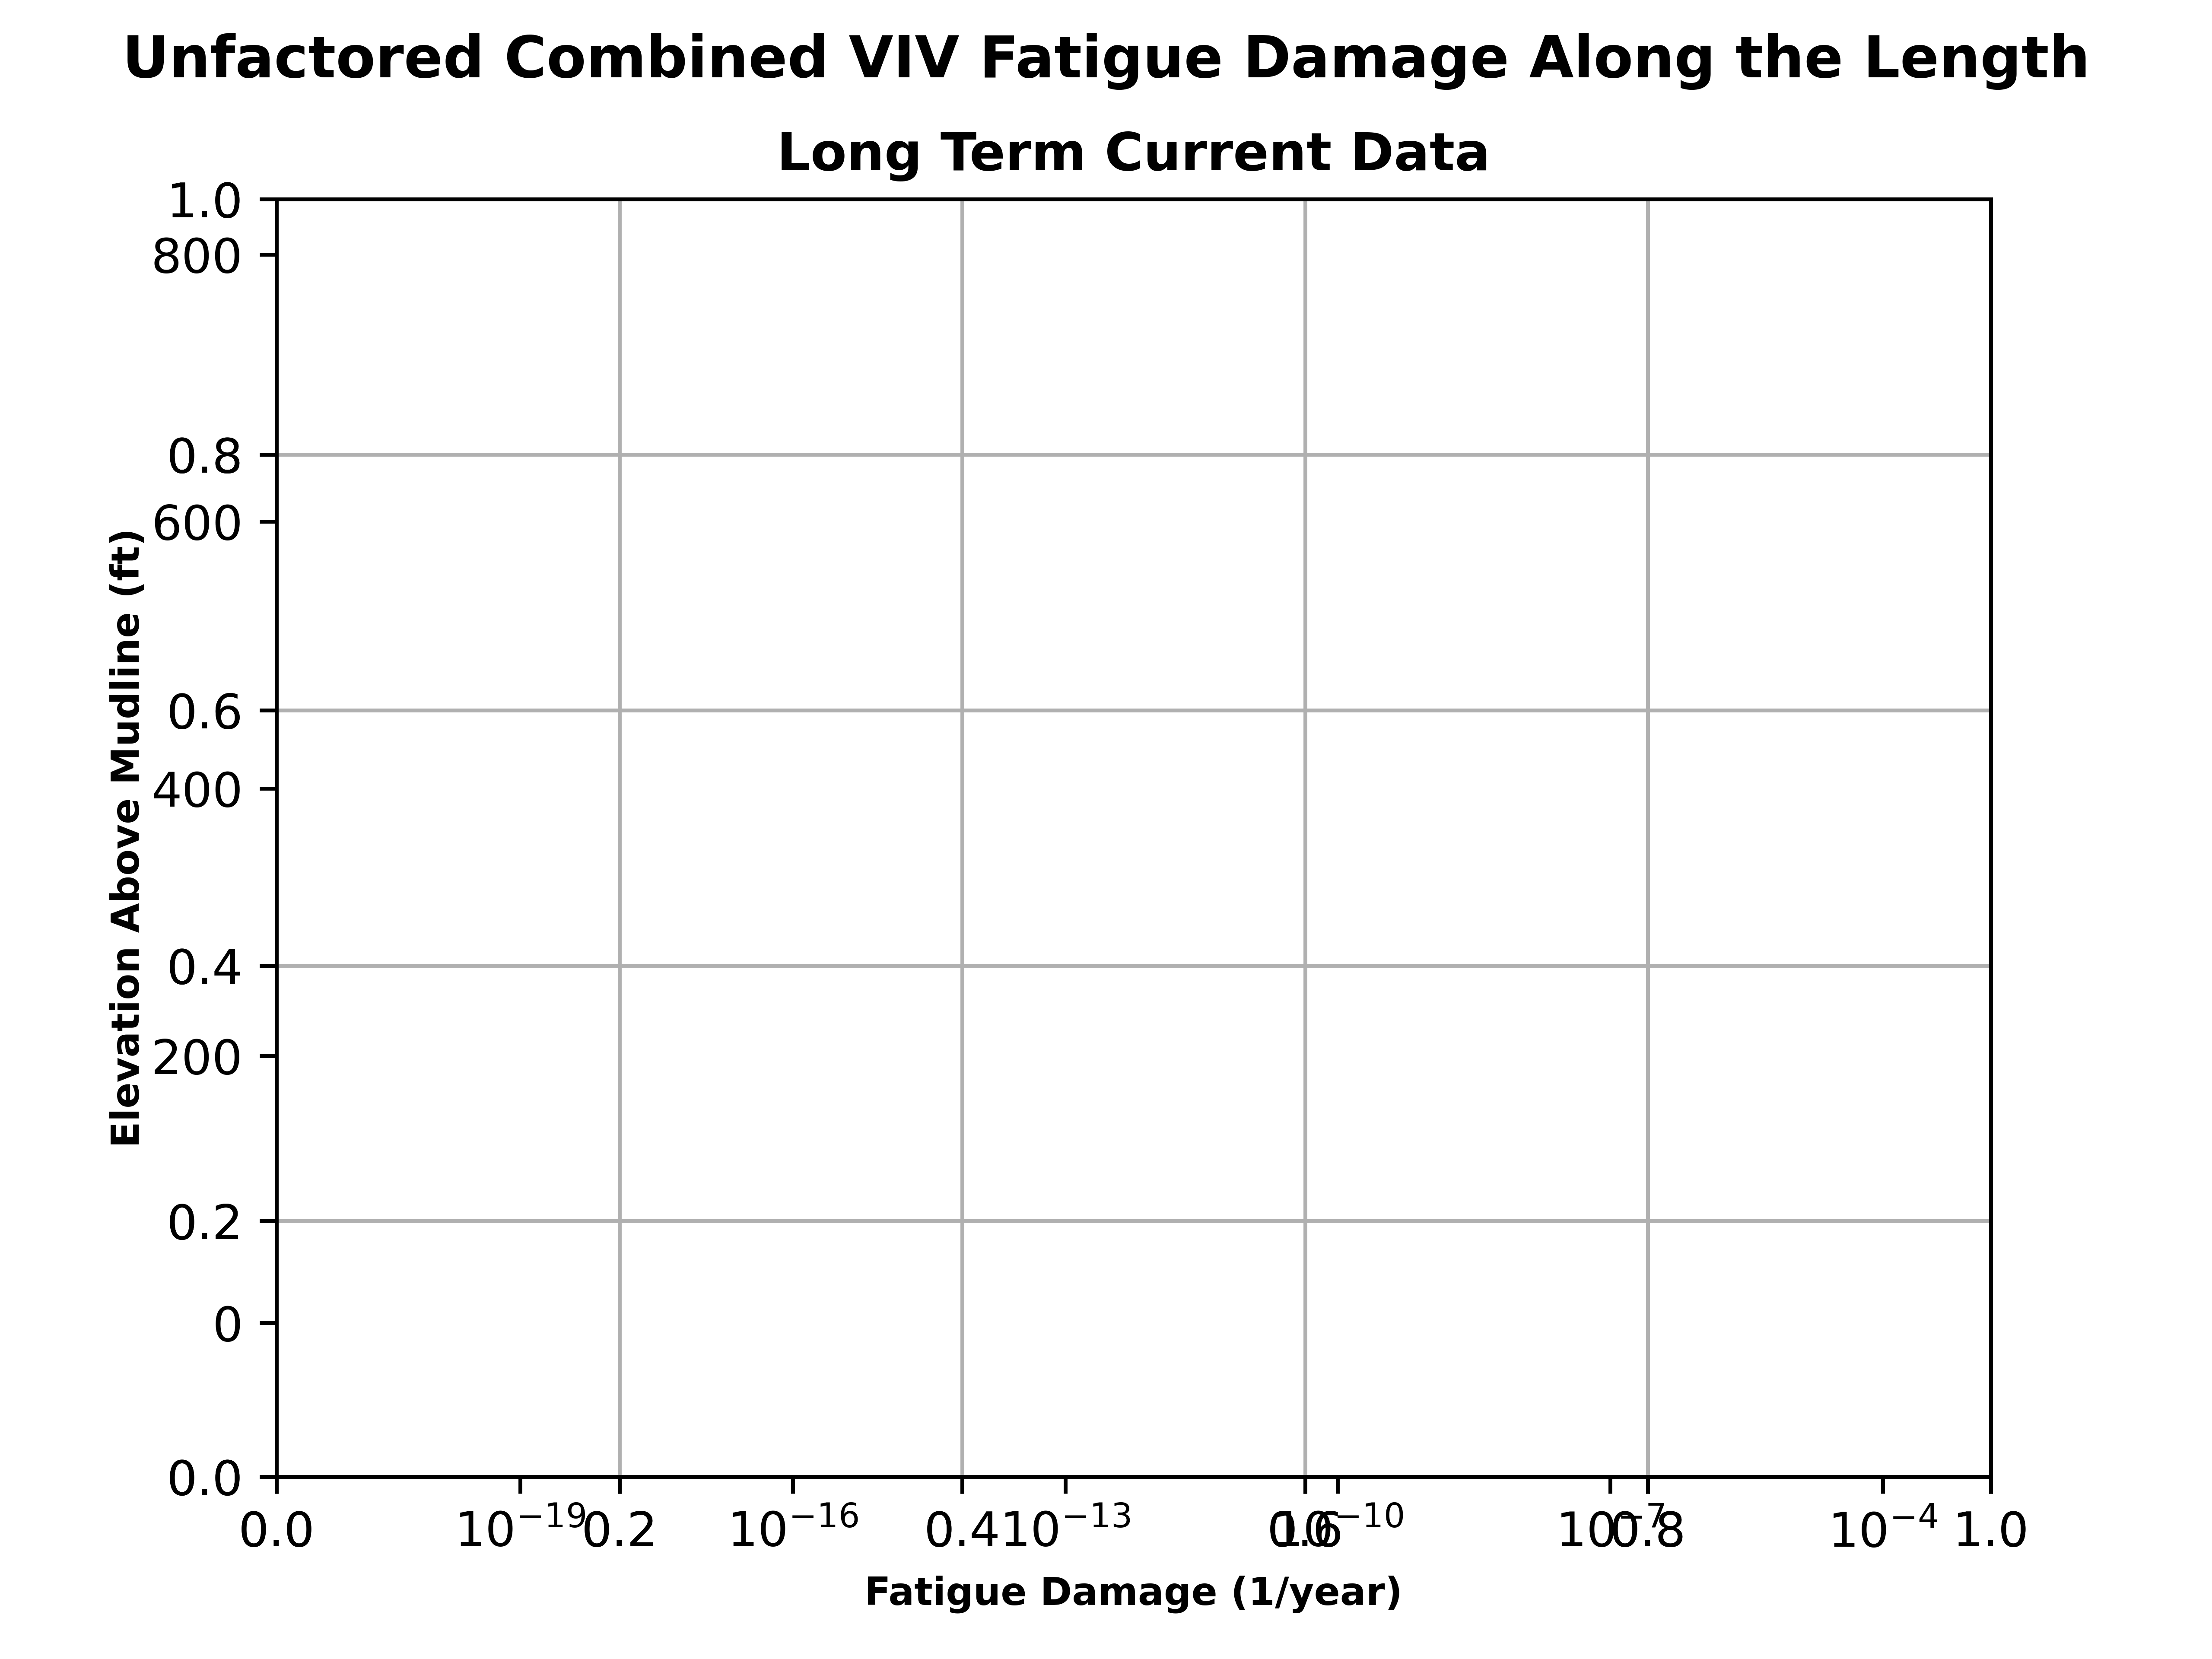 Unfactored Combined VIV Fatigue Damage Along the Length
Long Term Current Data
1.0
800
0.8
600
0.6
400
0.4
200
0.2
0
0.0
Elevation Above Mudline (ft)
0.0 10⁻¹⁹ 0.2 10⁻¹⁶ 0.4 10⁻¹³ 0.6 10⁻¹⁰ 10⁻⁷ 0.8 10⁻⁴ 1.0
Fatigue Damage (1/year)